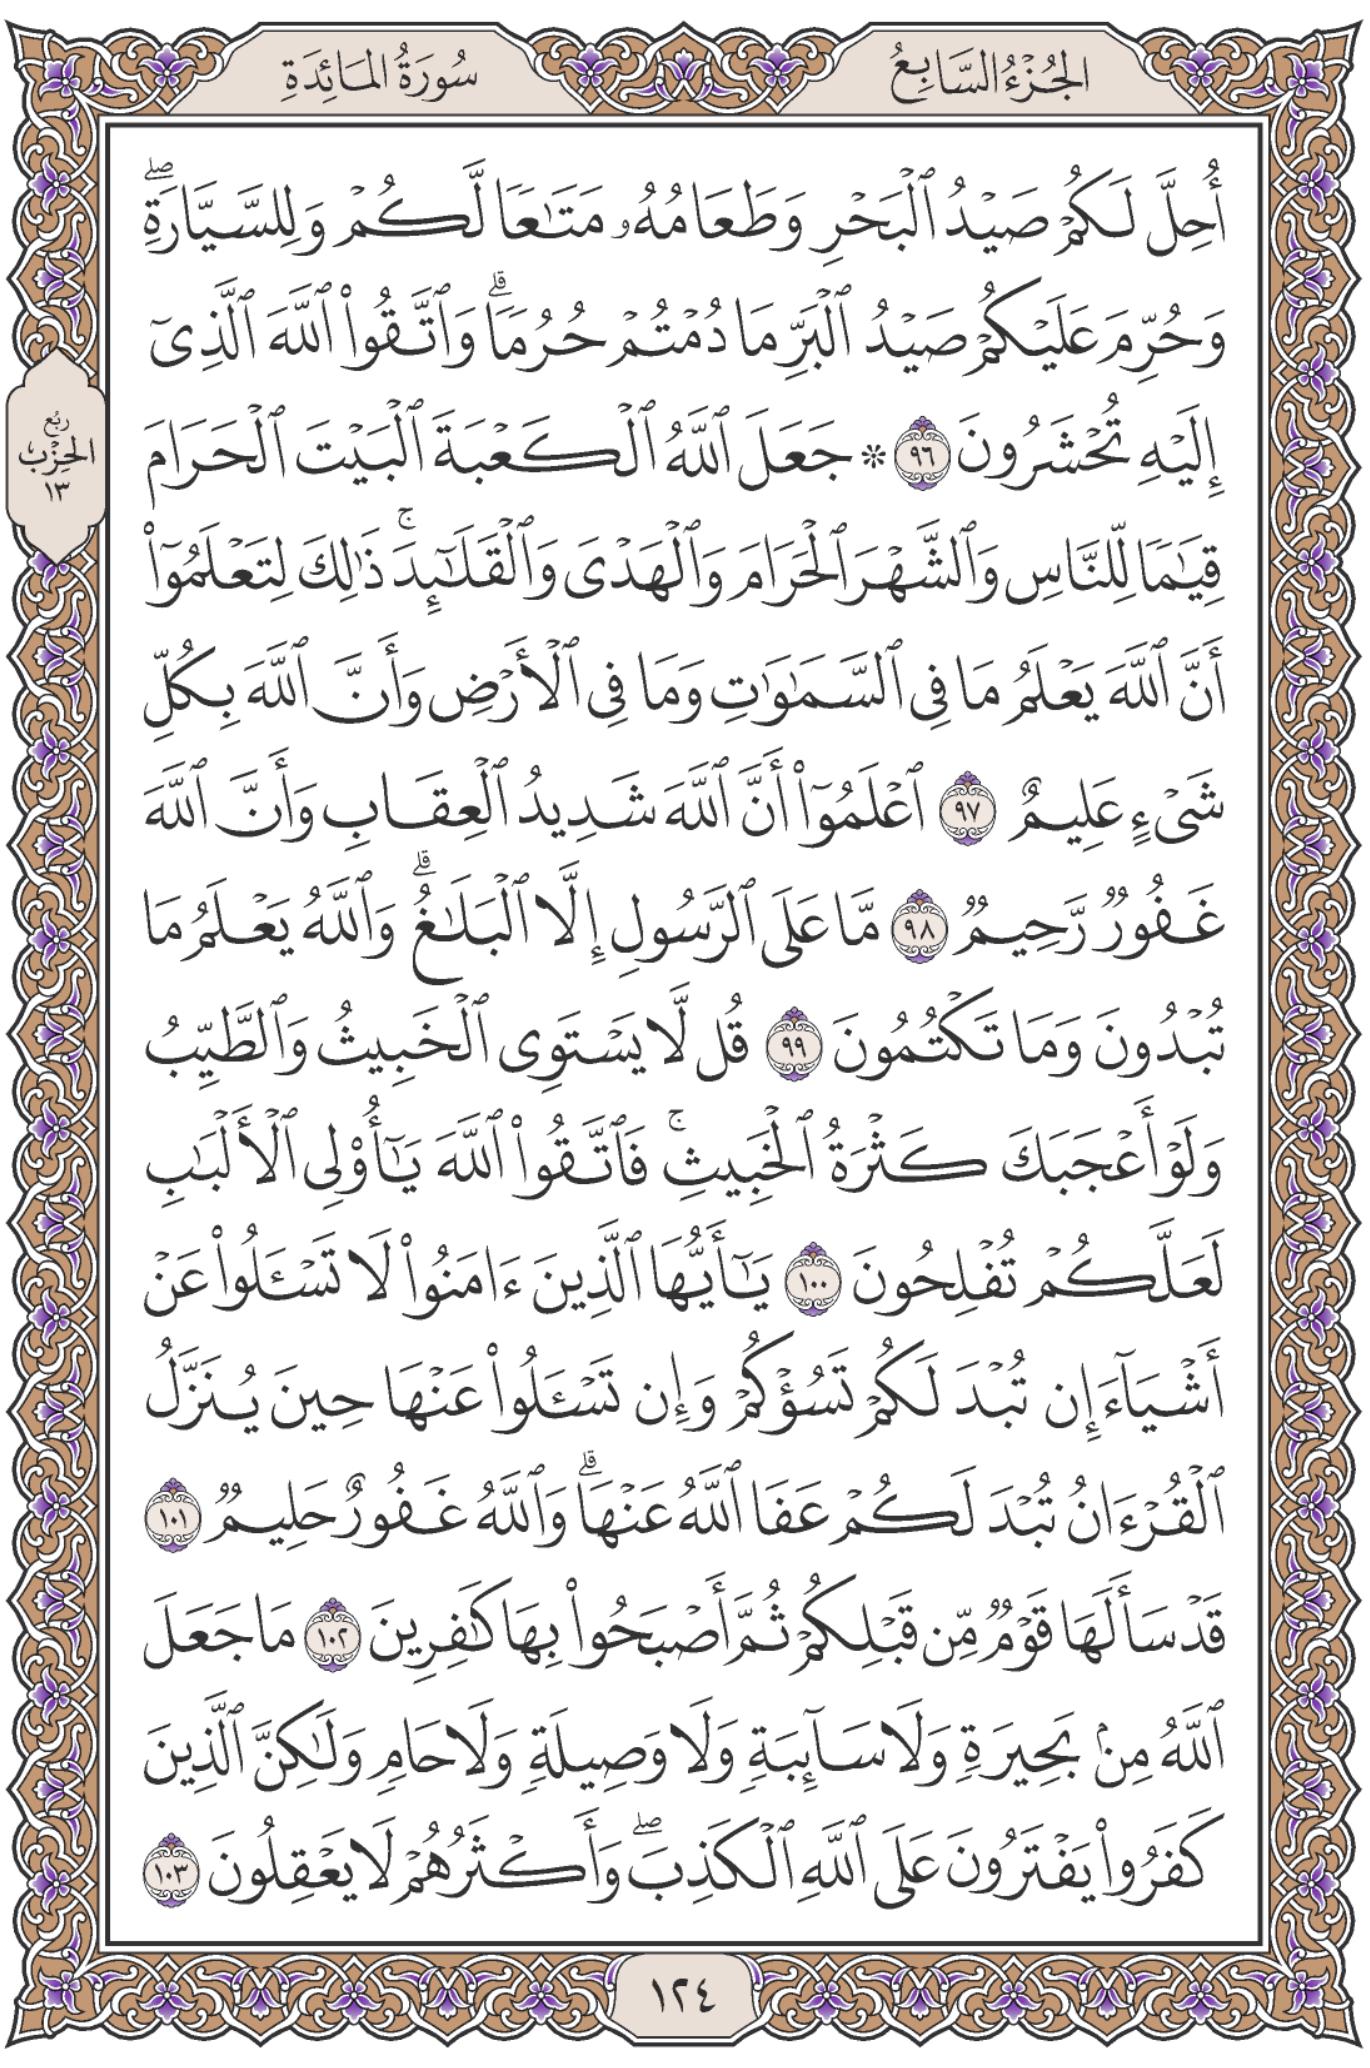 الجُزْءُ السَّابِعُ
سُورَةُ المَائِدَةِ
أُحِلَّ لَكُمۡ صَيۡدُ ٱلۡبَحۡرِ وَطَعَامُهُۥ مَتَٰعٗا لَّكُمۡ وَلِلسَّيَّارَةِۖ
وَحُرِّمَ عَلَيۡكُمۡ صَيۡدُ ٱلۡبَرِّ مَا دُمۡتُمۡ حُرُمٗاۗ وَٱتَّقُواْ ٱللَّهَ ٱلَّذِيٓ
إِلَيۡهِ تُحۡشَرُونَ ٩٦ ۞ جَعَلَ ٱللَّهُ ٱلۡكَعۡبَةَ ٱلۡبَيۡتَ ٱلۡحَرَامَ
قِيَٰمٗا لِّلنَّاسِ وَٱلشَّهۡرَ ٱلۡحَرَامَ وَٱلۡهَدۡيَ وَٱلۡقَلَٰٓئِدَۚ ذَٰلِكَ لِتَعۡلَمُوٓاْ
أَنَّ ٱللَّهَ يَعۡلَمُ مَا فِي ٱلسَّمَٰوَٰتِ وَمَا فِي ٱلۡأَرۡضِ وَأَنَّ ٱللَّهَ بِكُلِّ
شَيۡءٍ عَلِيمٌ ٩٧ ٱعۡلَمُوٓاْ أَنَّ ٱللَّهَ شَدِيدُ ٱلۡعِقَابِ وَأَنَّ ٱللَّهَ
غَفُورٞ رَّحِيمٞ ٩٨ مَّا عَلَى ٱلرَّسُولِ إِلَّا ٱلۡبَلَٰغُۗ وَٱللَّهُ يَعۡلَمُ مَا
تُبۡدُونَ وَمَا تَكۡتُمُونَ ٩٩ قُل لَّا يَسۡتَوِي ٱلۡخَبِيثُ وَٱلطَّيِّبُ
وَلَوۡ أَعۡجَبَكَ كَثۡرَةُ ٱلۡخَبِيثِۚ فَٱتَّقُواْ ٱللَّهَ يَٰٓأُوْلِي ٱلۡأَلۡبَٰبِ
لَعَلَّكُمۡ تُفۡلِحُونَ ١٠٠ يَٰٓأَيُّهَا ٱلَّذِينَ ءَامَنُواْ لَا تَسۡـَٔلُواْ عَنۡ
أَشۡيَآءَ إِن تُبۡدَ لَكُمۡ تَسُؤۡكُمۡ وَإِن تَسۡـَٔلُواْ عَنۡهَا حِينَ يُنَزَّلُ
ٱلۡقُرۡءَانُ تُبۡدَ لَكُمۡ عَفَا ٱللَّهُ عَنۡهَاۗ وَٱللَّهُ غَفُورٌ حَلِيمٞ ١٠١
قَدۡ سَأَلَهَا قَوۡمٞ مِّن قَبۡلِكُمۡ ثُمَّ أَصۡبَحُواْ بِهَا كَٰفِرِينَ ١٠٢ مَا جَعَلَ
ٱللَّهُ مِنۢ بَحِيرَةٖ وَلَا سَآئِبَةٖ وَلَا وَصِيلَةٖ وَلَا حَامٖ وَلَٰكِنَّ ٱلَّذِينَ
كَفَرُواْ يَفۡتَرُونَ عَلَى ٱللَّهِ ٱلۡكَذِبَۖ وَأَكۡثَرُهُمۡ لَا يَعۡقِلُونَ ١٠٣
رُبُع
الحِزْب
١٣
١٢٤